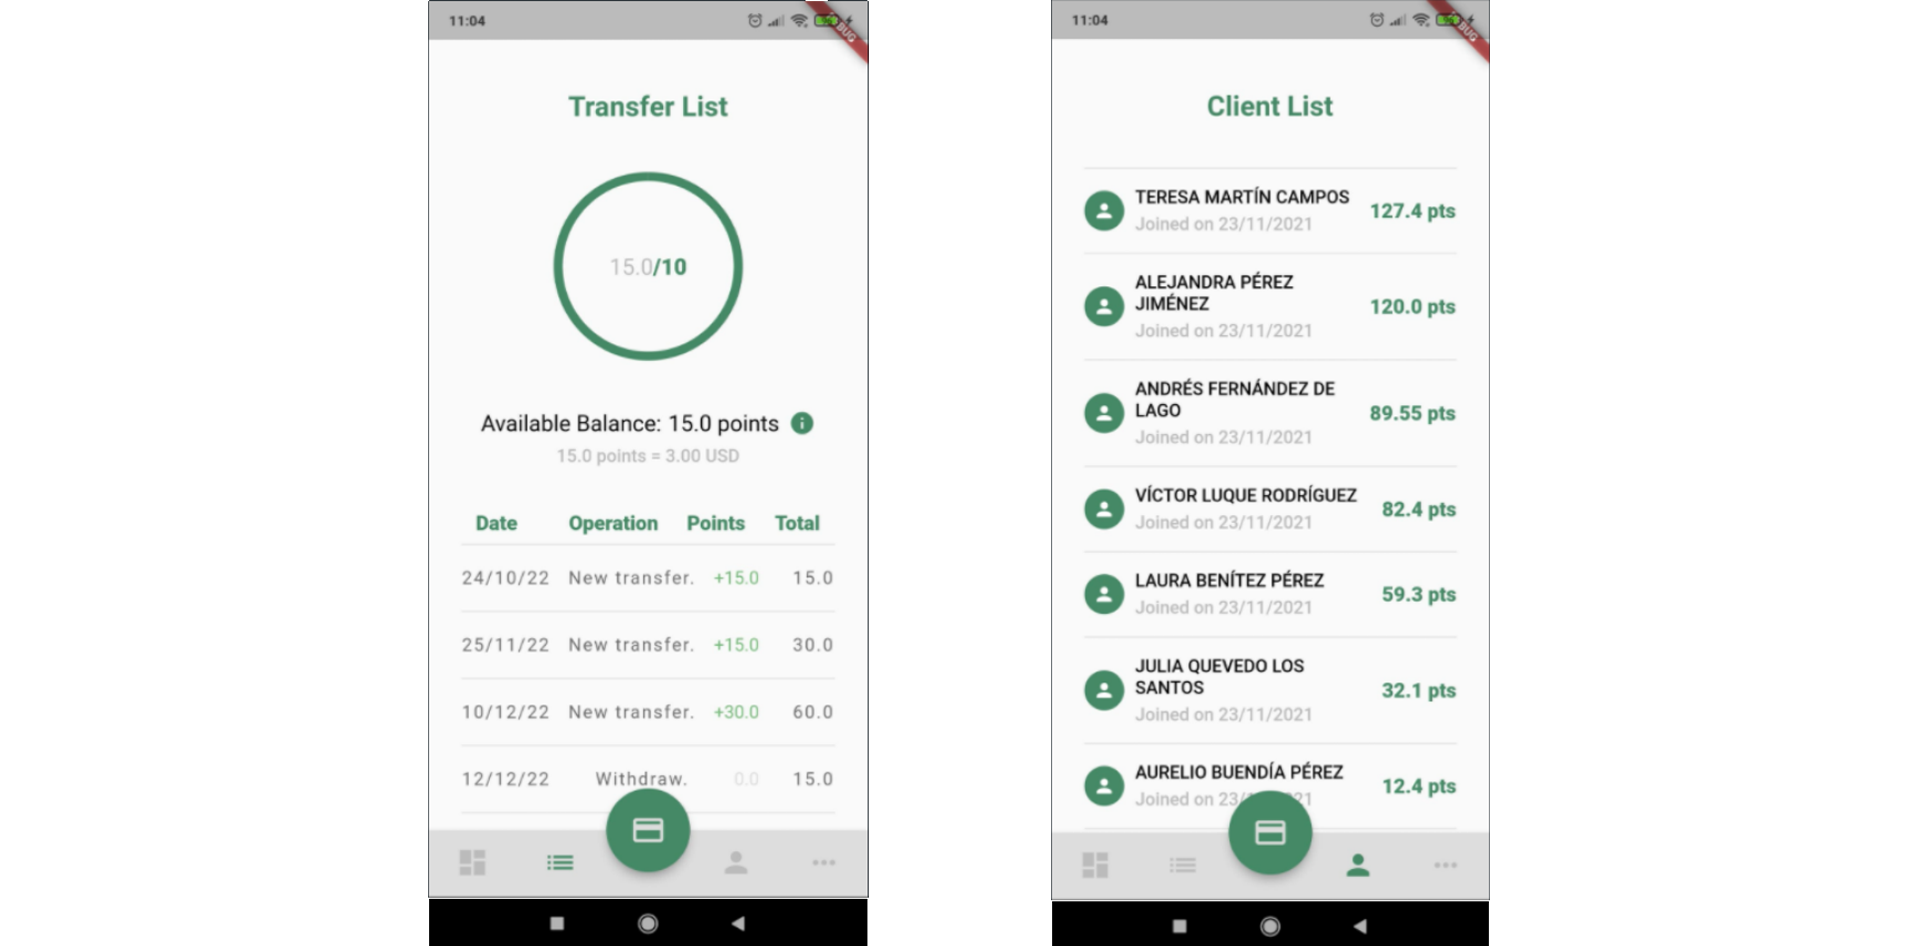 11:04
BUG
Transfer List
15.0/10
Available Balance: 15.0 points
15.0 points = 3.00 USD
Date Operation Points Total
24/10/22 New transfer. +15.0 15.0
25/11/22 New transfer. +15.0 30.0
10/12/22 New transfer. +30.0 60.0
12/12/22 Withdraw. 0.0 15.0
11:04
BUG
Client List
TERESA MARTÍN CAMPOS
Joined on 23/11/2021
127.4 pts
ALEJANDRA PÉREZ
JIMÉNEZ
Joined on 23/11/2021
120.0 pts
ANDRÉS FERNÁNDEZ DE
LAGO
Joined on 23/11/2021
89.55 pts
VÍCTOR LUQUE RODRÍGUEZ
Joined on 23/11/2021
82.4 pts
LAURA BENÍTEZ PÉREZ
Joined on 23/11/2021
59.3 pts
JULIA QUEVEDO LOS
SANTOS
Joined on 23/11/2021
32.1 pts
AURELIO BUENDÍA PÉREZ
Joined on
12.4 pts